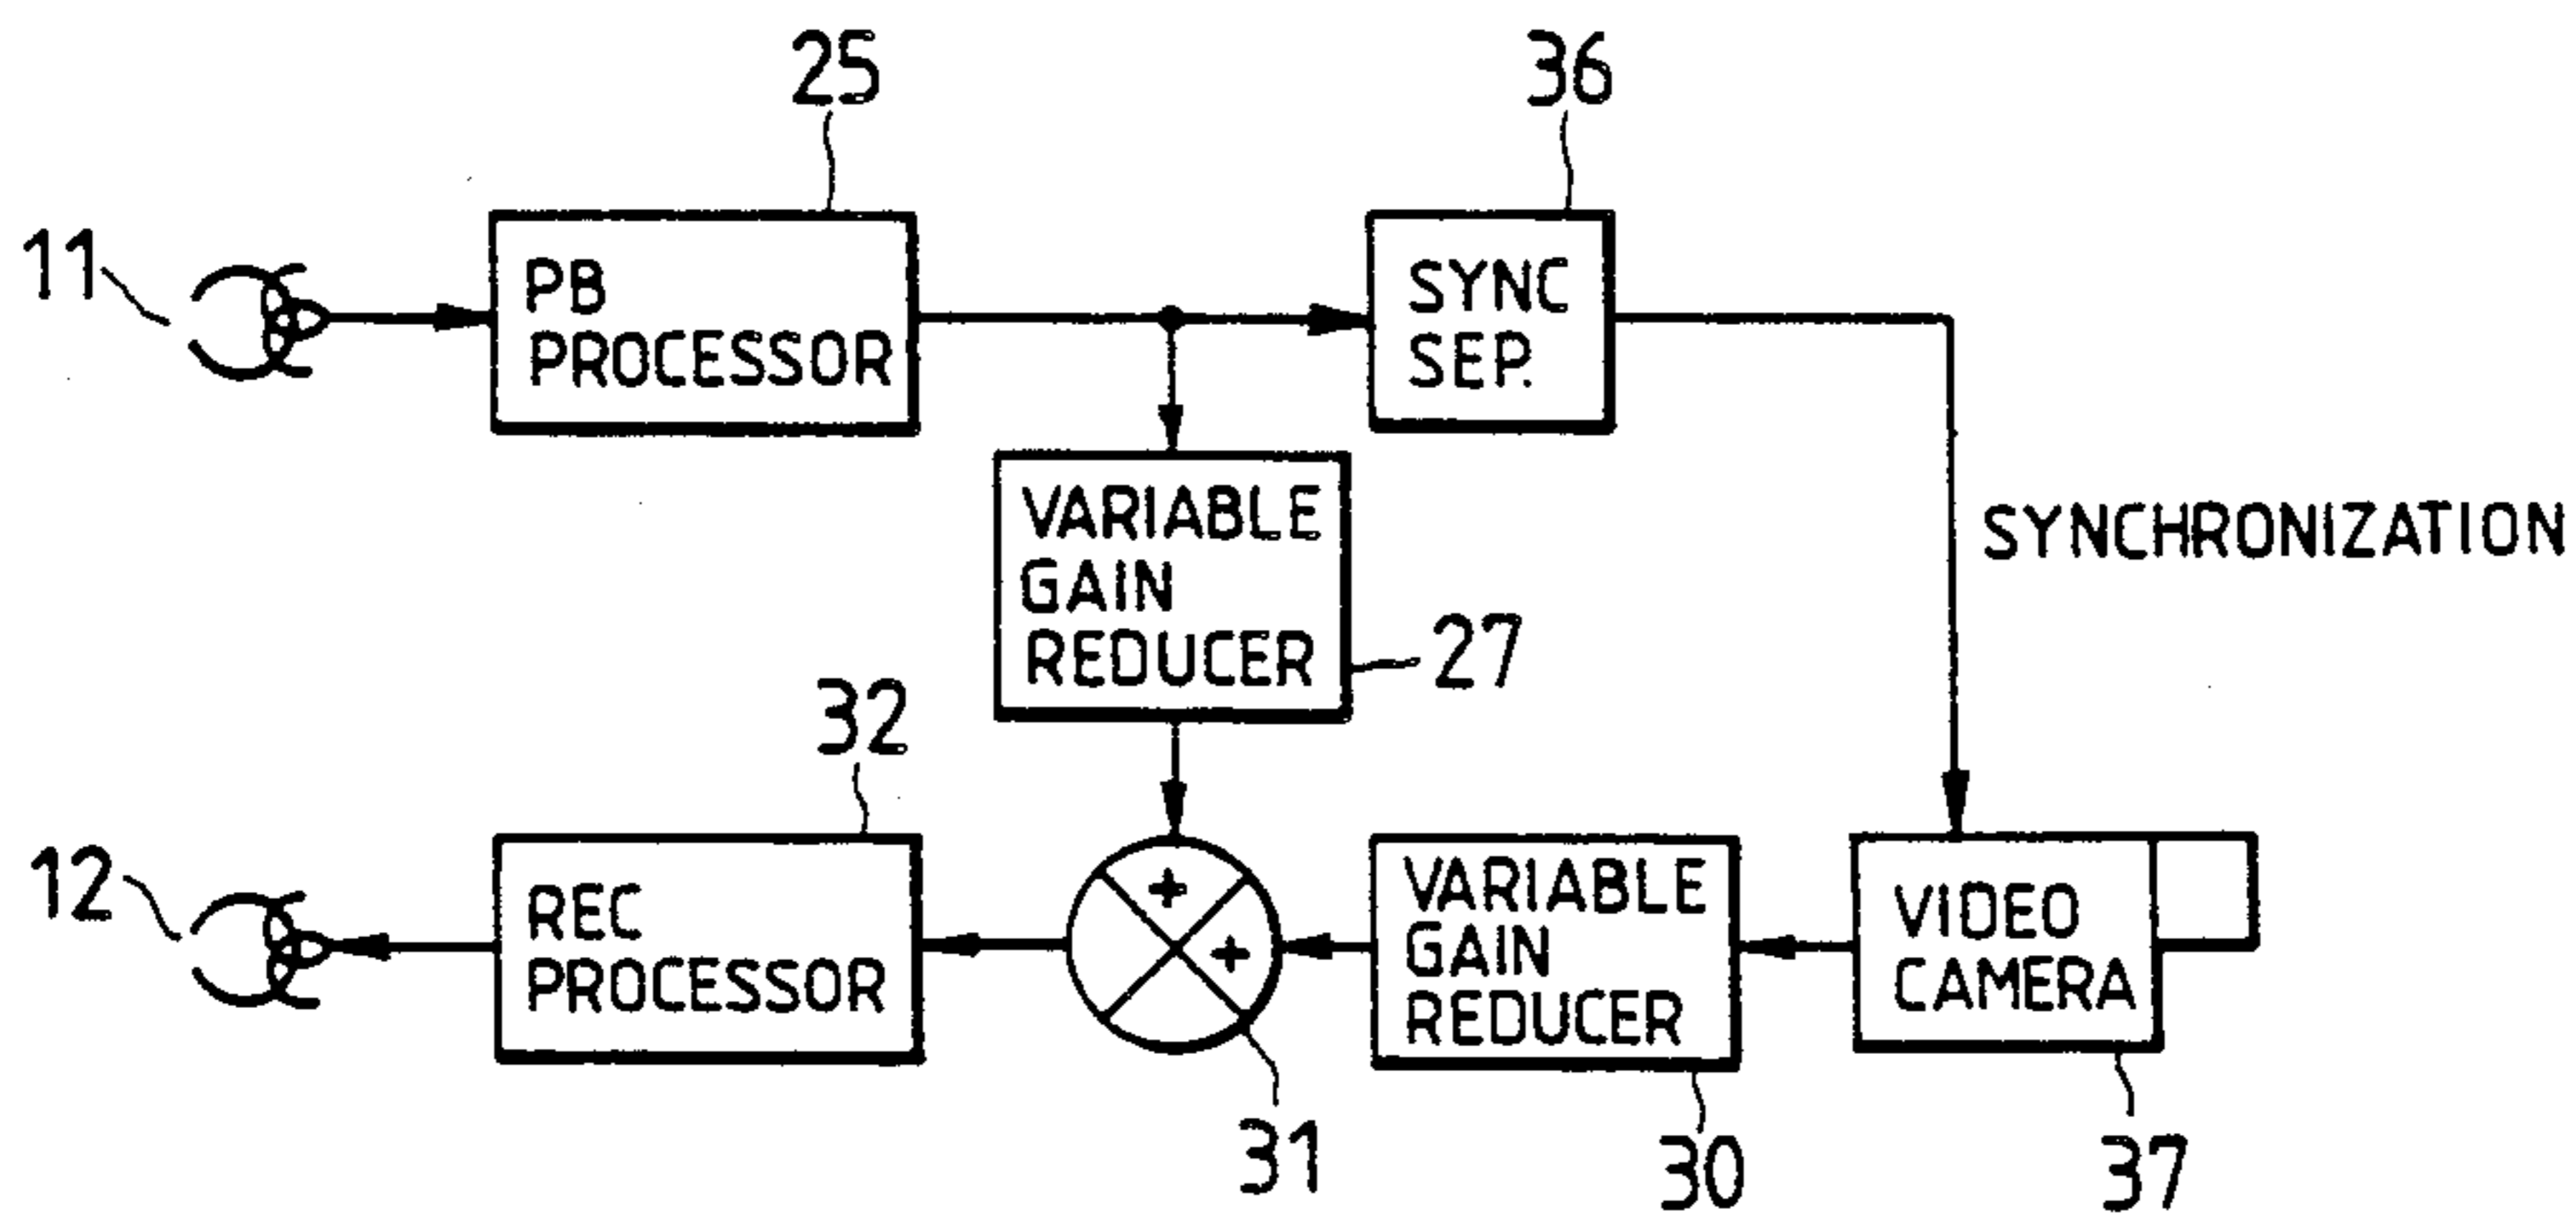 25
36
11
PB
PROCESSOR
SYNC
SEP.
VARIABLE
GAIN
REDUCER
27
SYNCHRONIZATION
32
12
REC
PROCESSOR
+
+
VARIABLE
GAIN
REDUCER
VIDEO
CAMERA
31
30
37